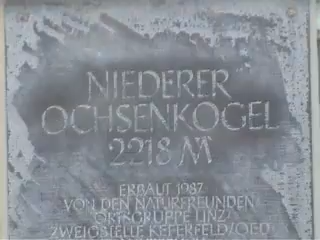 NIEDERER
OCHSENKOGEL
2218 M
ERBAUT 1987
VON DEN NATURFREUNDEN
ORTSGRUPPE LINZ
ZWEIGSTELLE KEFERFELD/OED